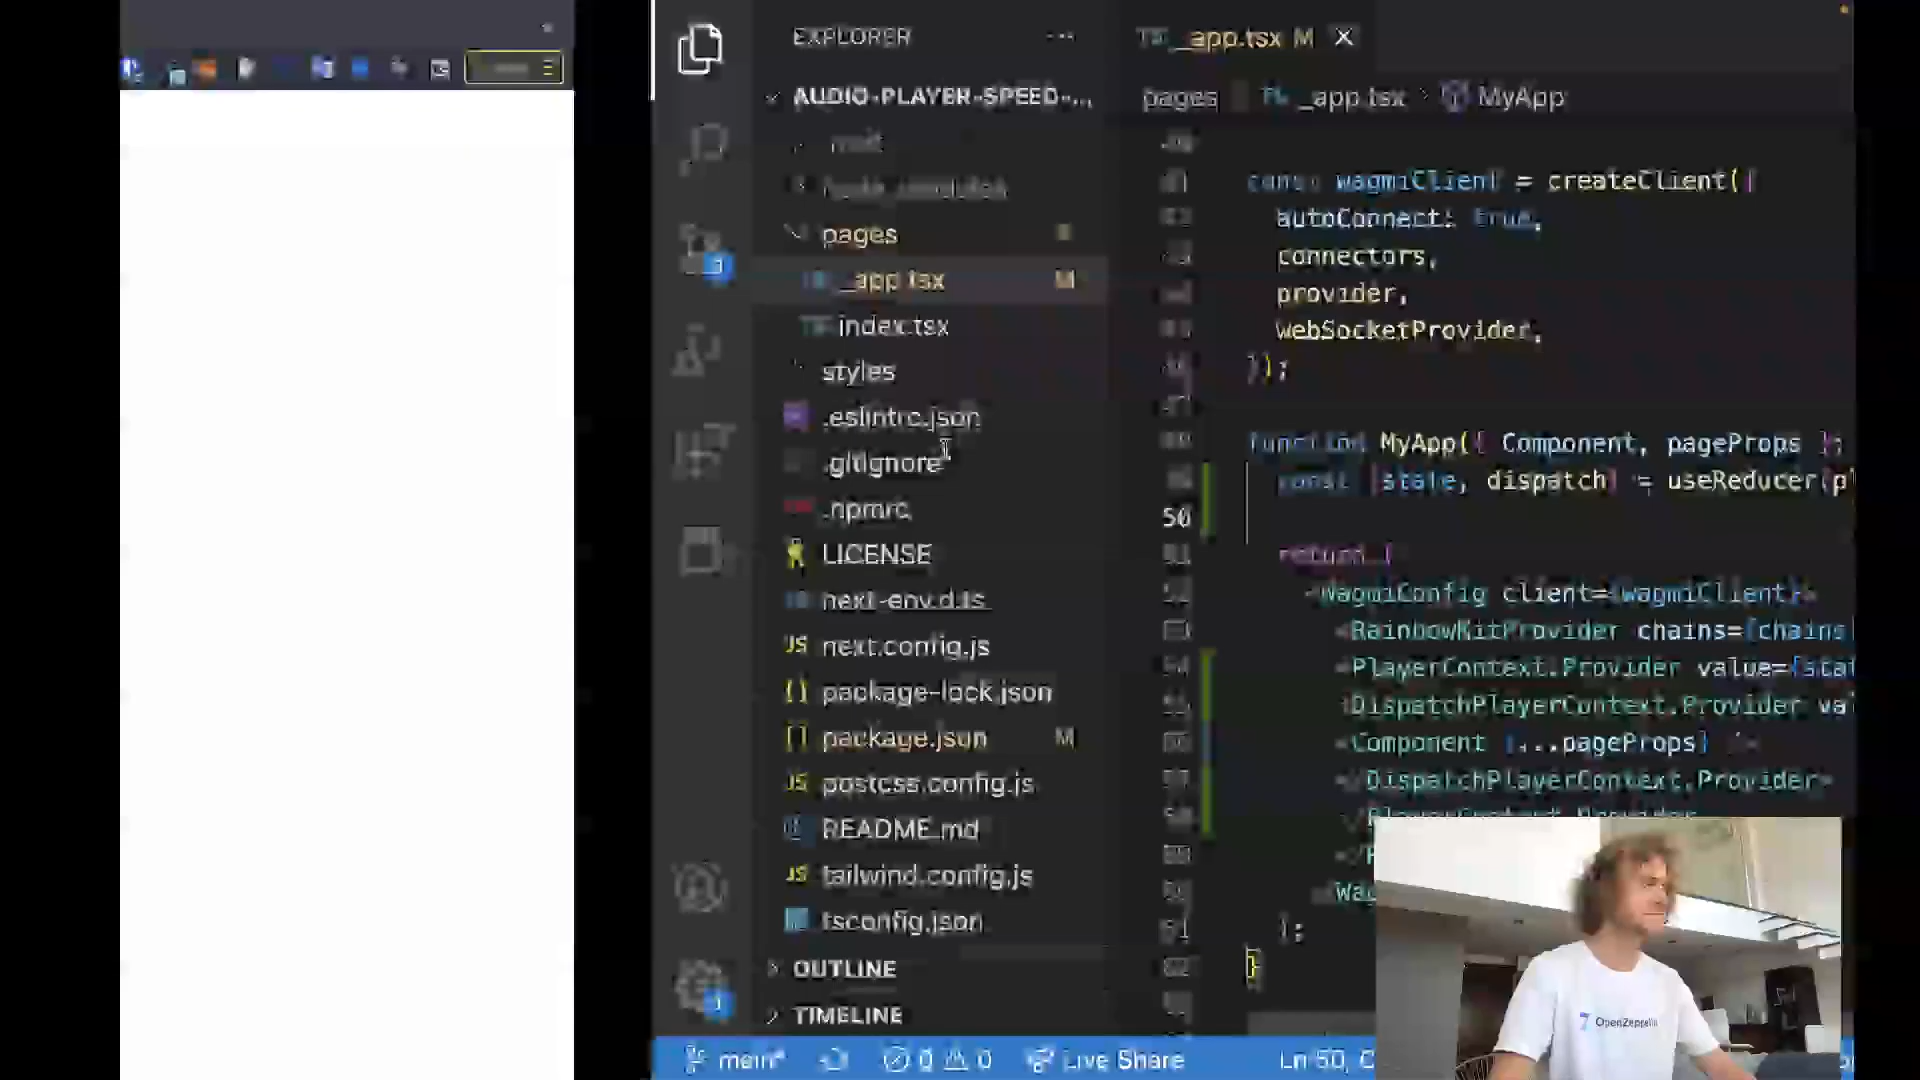 EXPLORER
AUDIO-PLAYER-SPEED-...
pages
_app.tsx M
index.tsx
styles
.eslintrc.json
.gitignore
.npmrc
LICENSE
next-env.d.ts
next.config.js
package-lock.json
package.json M
postcss.config.js
README.md
tailwind.config.js
tsconfig.json
OUTLINE
TIMELINE
_app.tsx M
pages _app.tsx MyApp
const wagmiClient = createClient({
autoConnect: true,
connectors,
provider,
webSocketProvider,
});
function MyApp({ Component, pageProps }:
const [state, dispatch] = useReducer(p
50
return (
<WagmiConfig client={wagmiClient}>
<RainbowKitProvider chains={chains
<PlayerContext.Provider value={stat
<DispatchPlayerContext.Provider va
<Component {...pageProps} />
</DispatchPlayerContext.Provider>
);
}
OpenZeppelin
main* 0 0 Live Share Ln 50, C